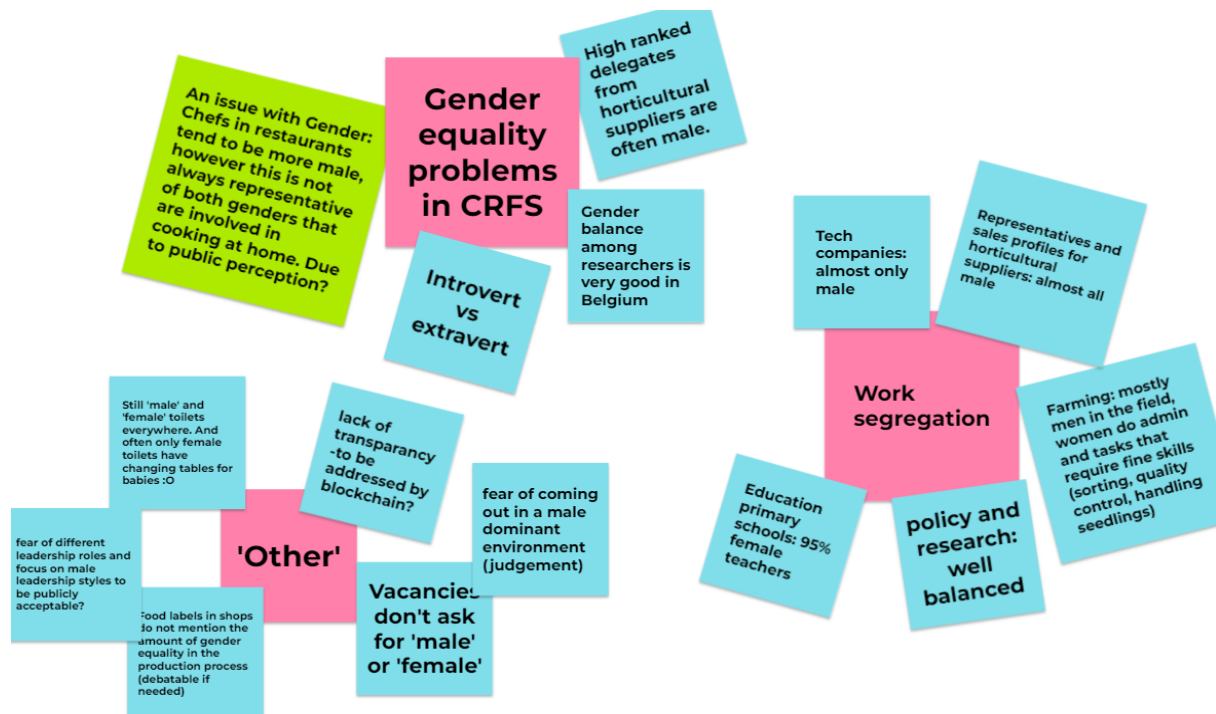 An issue with Gender:
Chefs in restaurants
tend to be more male,
however this is not
always representative
of both genders that
are involved in
cooking at home. Due
to public perception?
Gender
equality
problems
in CRFS
High ranked
delegates
from
horticultural
suppliers are
often male.
Gender
balance
among
researchers is
very good in
Belgium
Introvert
vs
extravert
Tech
companies:
almost only
male
Representatives and
sales profiles for
horticultural
suppliers: almost all
male
Work
segregation
Farming: mostly
men in the field,
women do admin
and tasks that
require fine skills
(sorting, quality
control, handling
seedlings)
Education
primary
schools: 95%
female
teachers
policy and
research:
well
balanced
Still 'male' and
'female' toilets
everywhere. And
often only female
toilets have
changing tables for
babies :O
lack of
transparancy
-to be
addressed by
blockchain?
fear of coming
out in a male
dominant
environment
(judgement)
'Other'
fear of different
leadership roles and
focus on male
leadership styles to
be publicly
acceptable?
Food labels in shops
do not mention the
amount of gender
equality in the
production process
(debatable if
needed)
Vacancies
don't ask
for 'male'
or 'female'